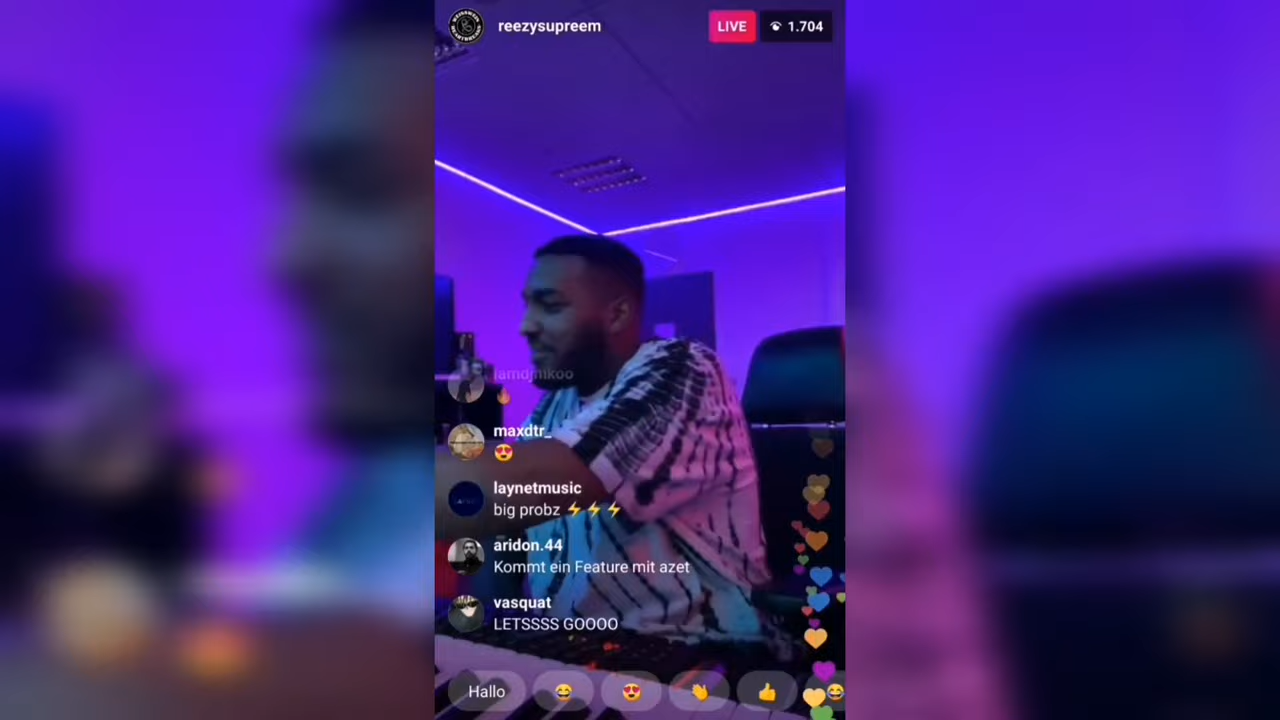 reezysupreem
LIVE
1.704
iamdjnikoo
🔥
maxdtr_
😍
laynetmusic
big probz ⚡⚡⚡
aridon.44
Kommt ein Feature mit azet
vasquat
LETSSSS GOOOO
Hallo 😂 😍 👏 👍 😂